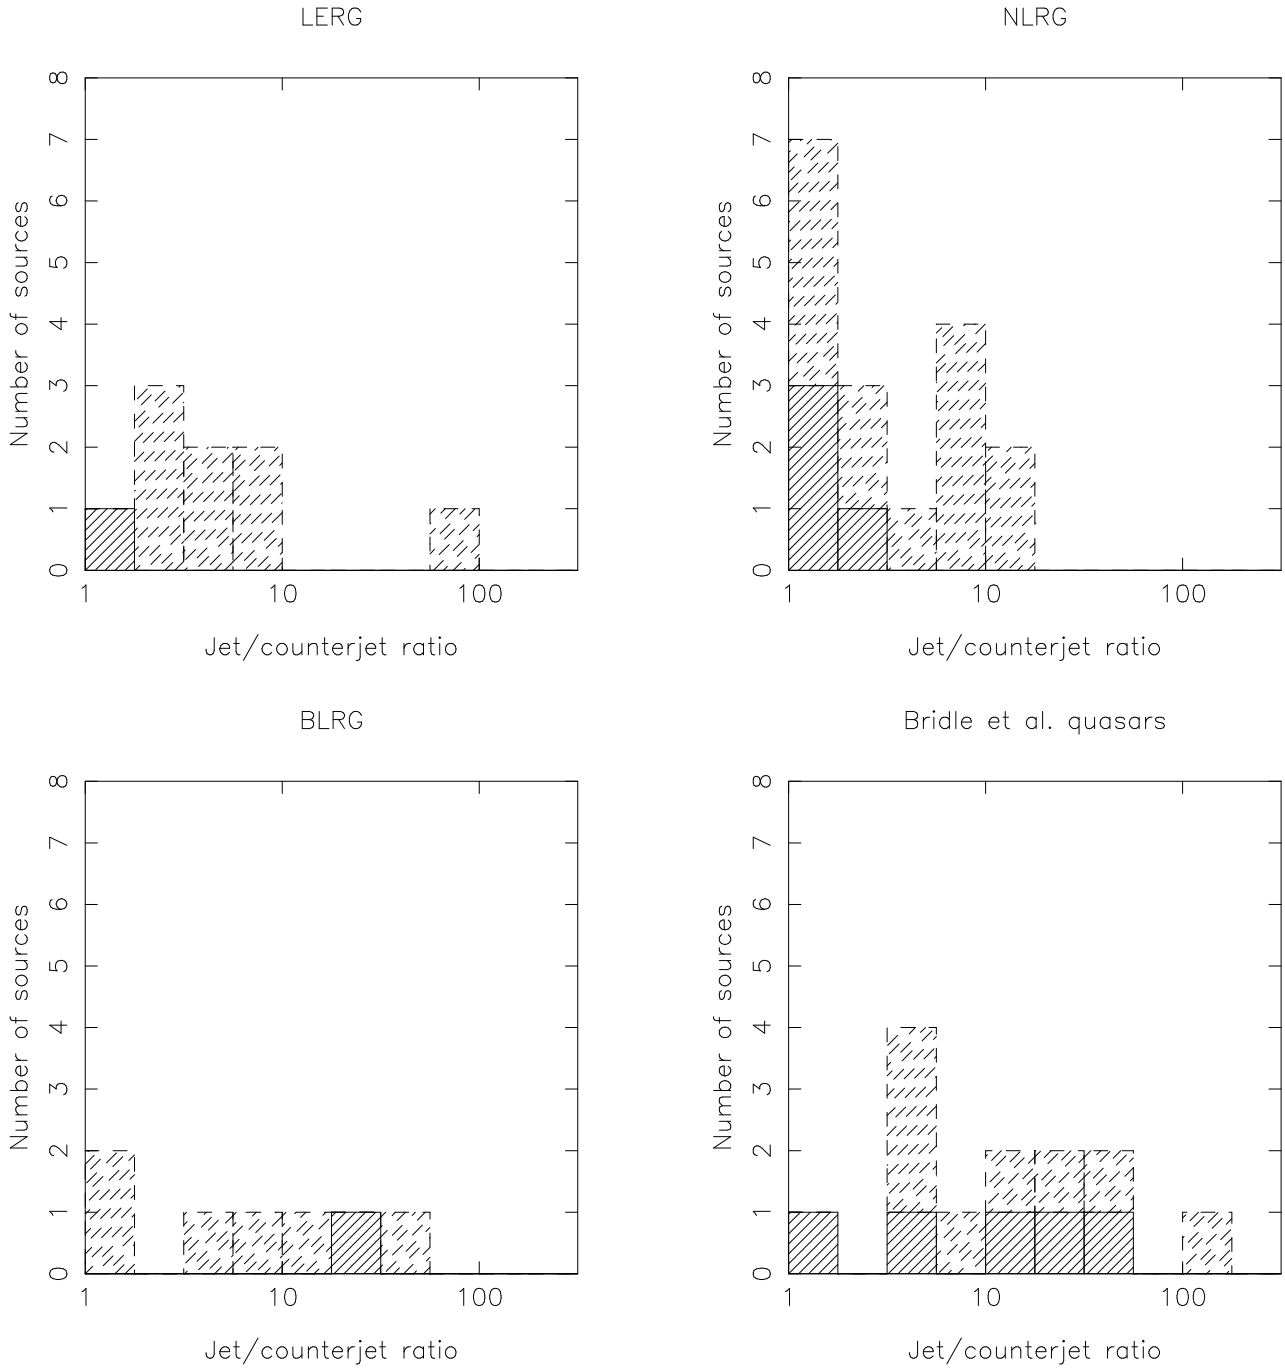 LERG
8
7
6
5
4
3
2
1
0
Number of sources
1 10 100
Jet/counterjet ratio
NLRG
8
7
6
5
4
3
2
1
0
Number of sources
1 10 100
Jet/counterjet ratio
BLRG
8
7
6
5
4
3
2
1
0
Number of sources
1 10 100
Jet/counterjet ratio
Bridle et al. quasars
8
7
6
5
4
3
2
1
0
Number of sources
1 10 100
Jet/counterjet ratio